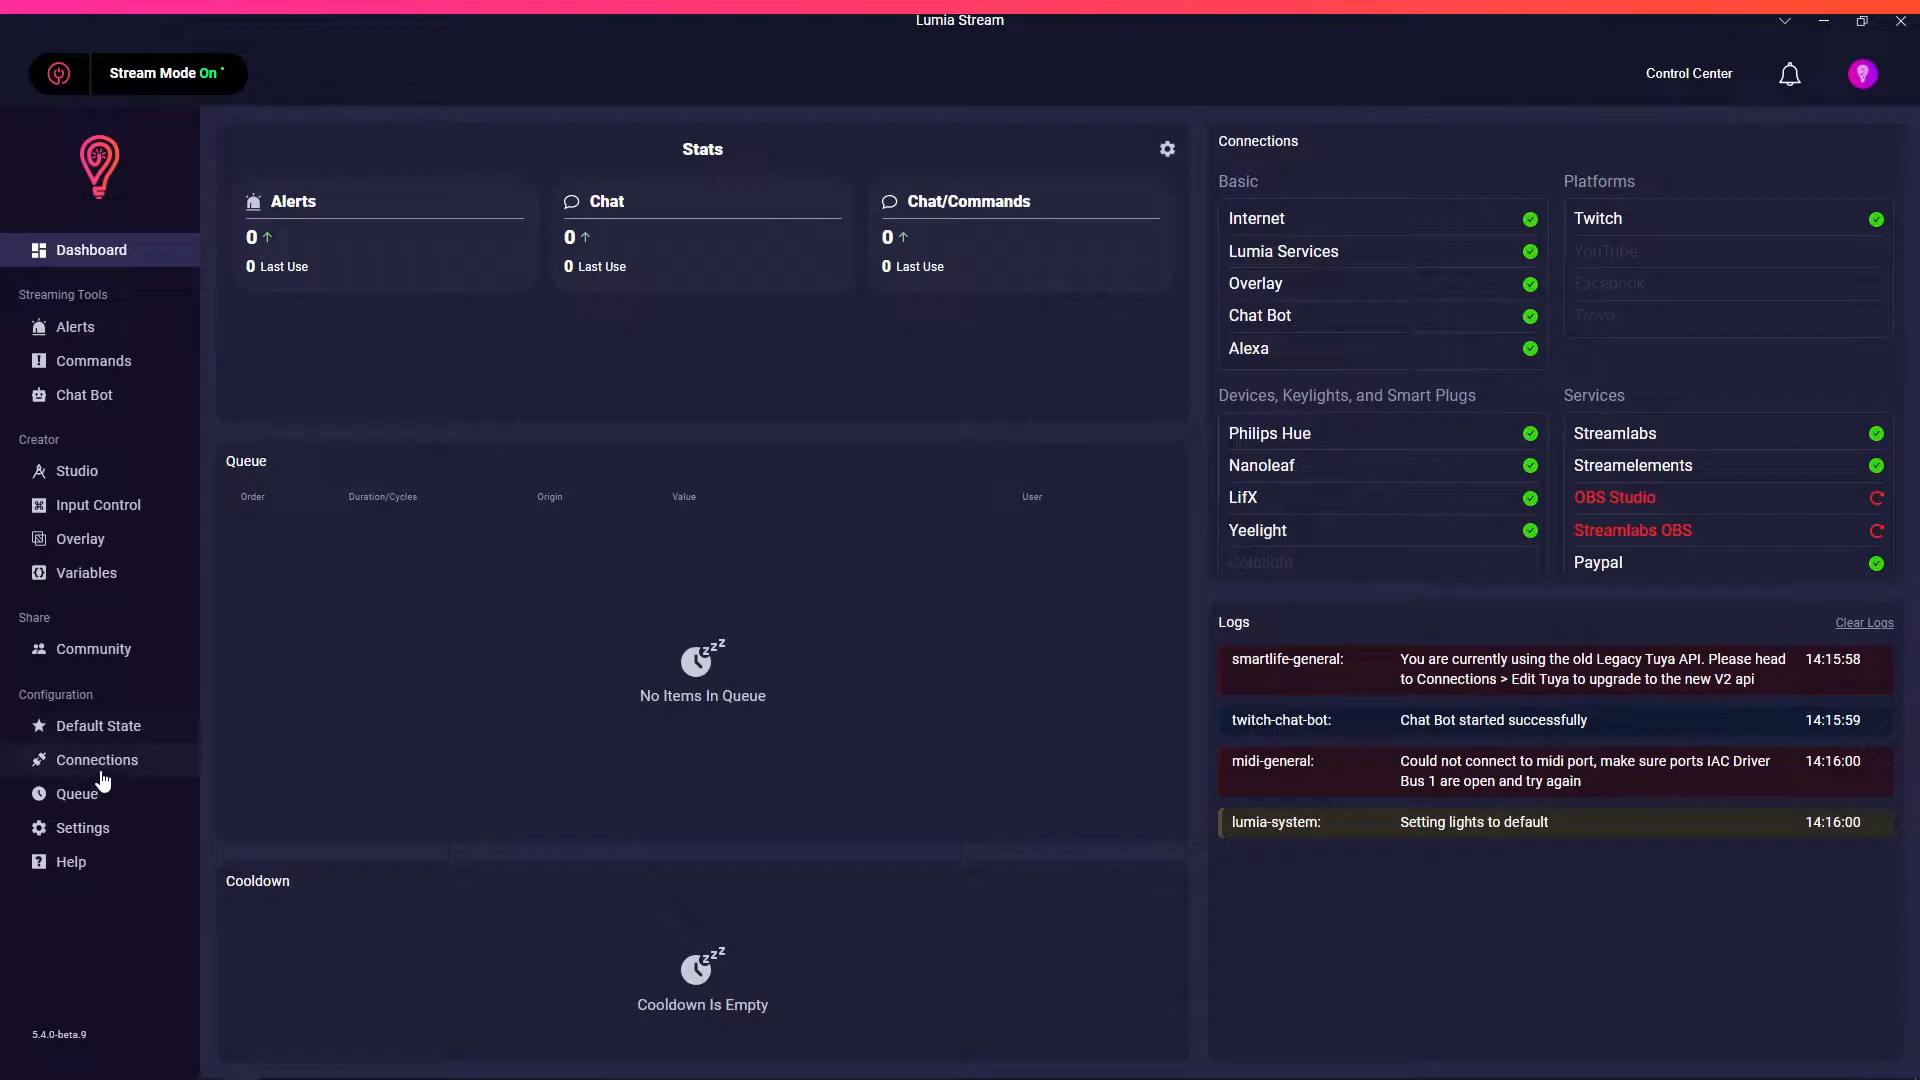 Lumia Stream
Stream Mode On
Control Center
Dashboard
Streaming Tools
Alerts
Commands
Chat Bot
Creator
Studio
Input Control
Overlay
Variables
Share
Community
Configuration
Default State
Connections
Queue
Settings
Help
5.4.0-beta.9
Stats
Alerts
0
0 Last Use
Chat
0
0 Last Use
Chat/Commands
0
0 Last Use
Queue
Order Duration/Cycles Origin Value User
No Items In Queue
Cooldown
Cooldown Is Empty
Connections
Basic
Internet
Lumia Services
Overlay
Chat Bot
Alexa
Platforms
Twitch
YouTube
Facebook
Trovo
Devices, Keylights, and Smart Plugs
Philips Hue
Nanoleaf
LifX
Yeelight
Cololight
Services
Streamlabs
Streamelements
OBS Studio
Streamlabs OBS
Paypal
Logs
Clear Logs
smartlife-general: You are currently using the old Legacy Tuya API. Please head 14:15:58
to Connections > Edit Tuya to upgrade to the new V2 api
twitch-chat-bot: Chat Bot started successfully 14:15:59
midi-general: Could not connect to midi port, make sure ports IAC Driver 14:16:00
Bus 1 are open and try again
lumia-system: Setting lights to default 14:16:00